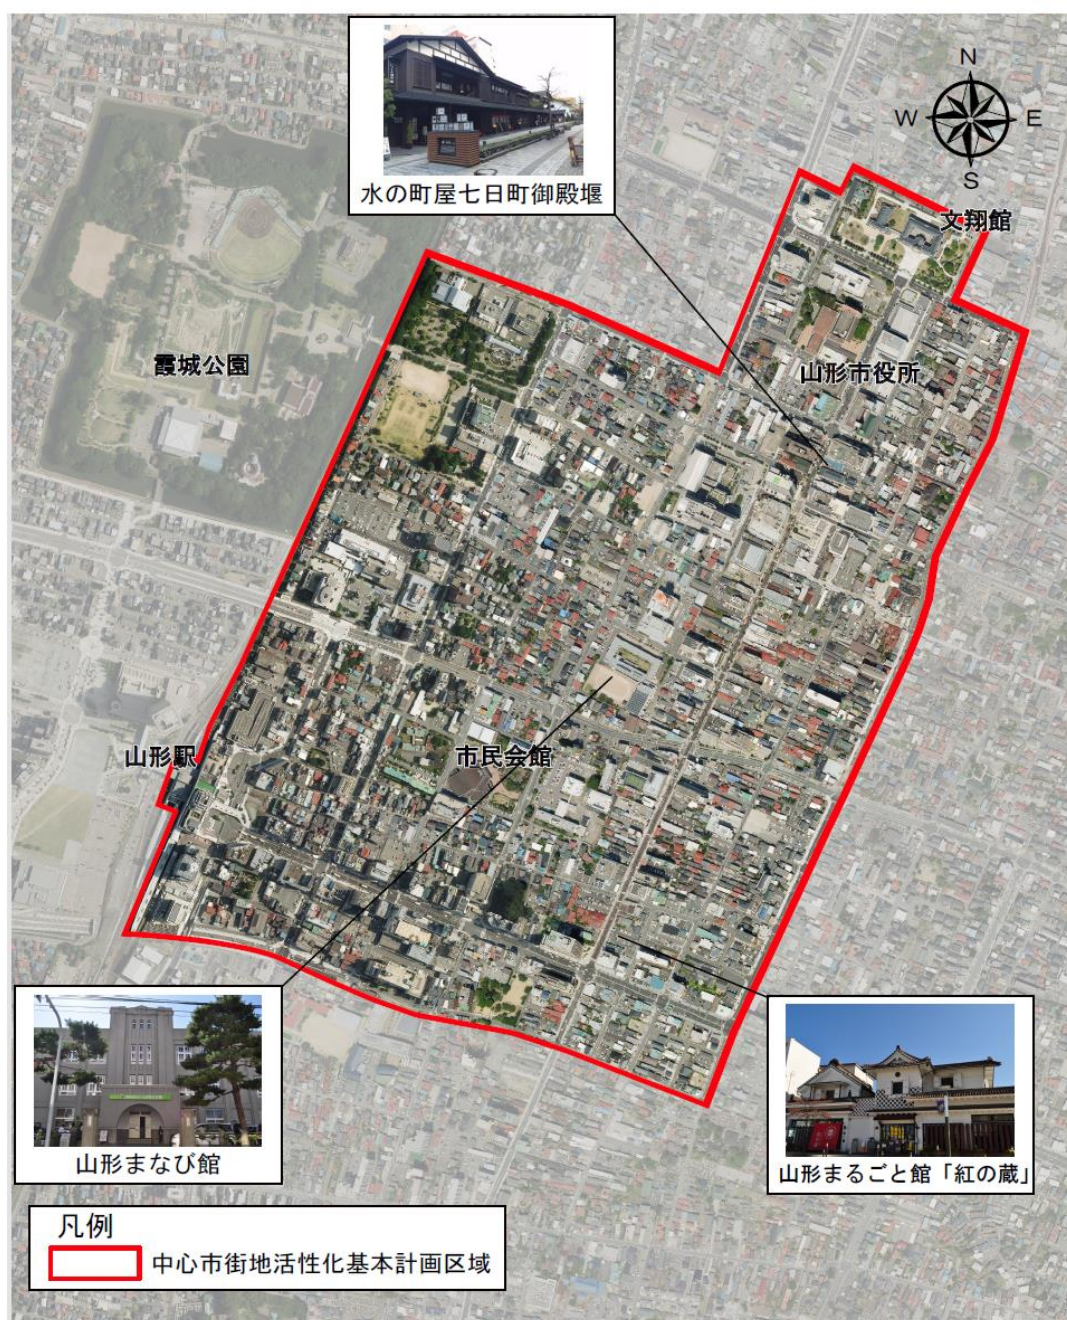 水の町屋七日町御殿堰
N
W
E
S
文翔館
霞城公園
山形市役所
山形駅
市民会館
山形まなび館
山形まるごと館「紅の蔵」
凡例
中心市街地活性化基本計画区域